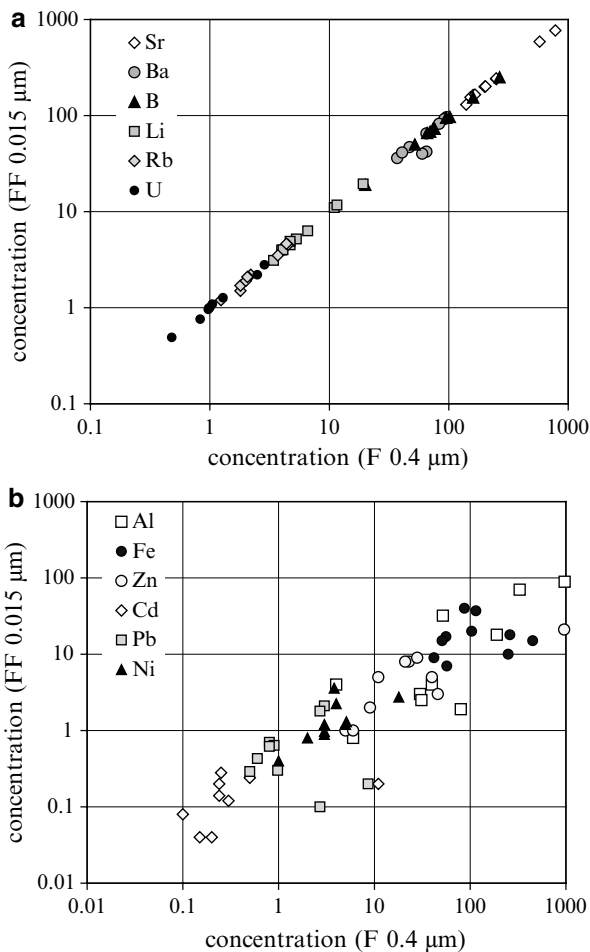 a
1000
100
10
1
0.1
concentration (FF 0.015 µm)
Sr
Ba
B
Li
Rb
U
0.1 1 10 100 1000
concentration (F 0.4 µm)
b
1000
100
10
1
0.1
0.01
concentration (FF 0.015 µm)
Al
Fe
Zn
Cd
Pb
Ni
0.01 0.1 1 10 100 1000
concentration (F 0.4 µm)